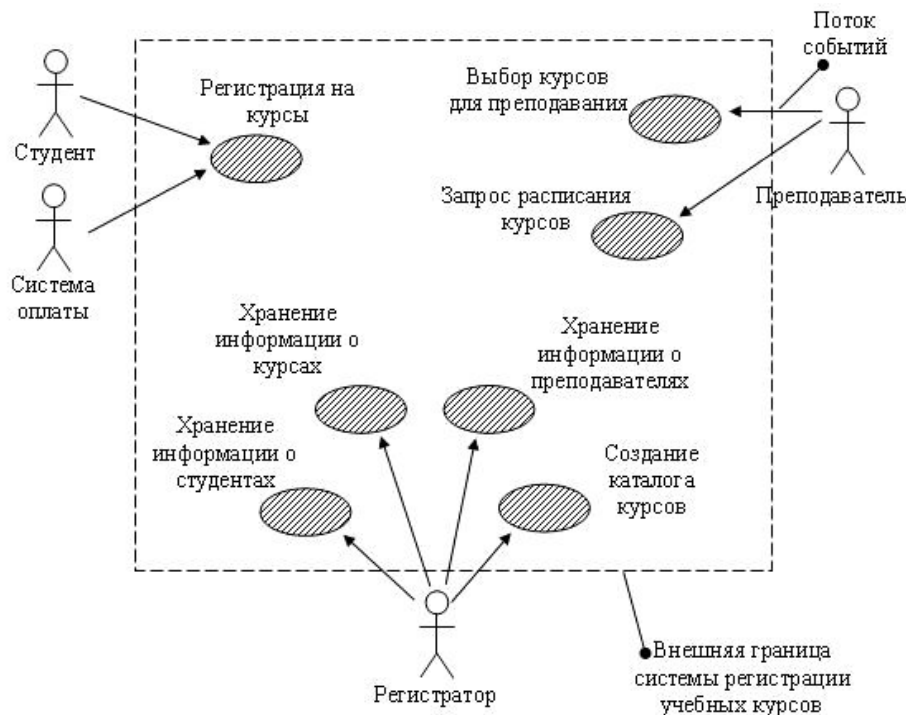 Поток
событий
Выбор курсов
для преподавания
Регистрация на
курсы
Студент
Преподаватель
Запрос расписания
курсов
Система
оплаты
Хранение
информации о
курсах
Хранение
информации о
преподавателях
Хранение
информации о
студентах
Создание
каталога
курсов
Регистратор
Внешняя граница
системы регистрации
учебных курсов